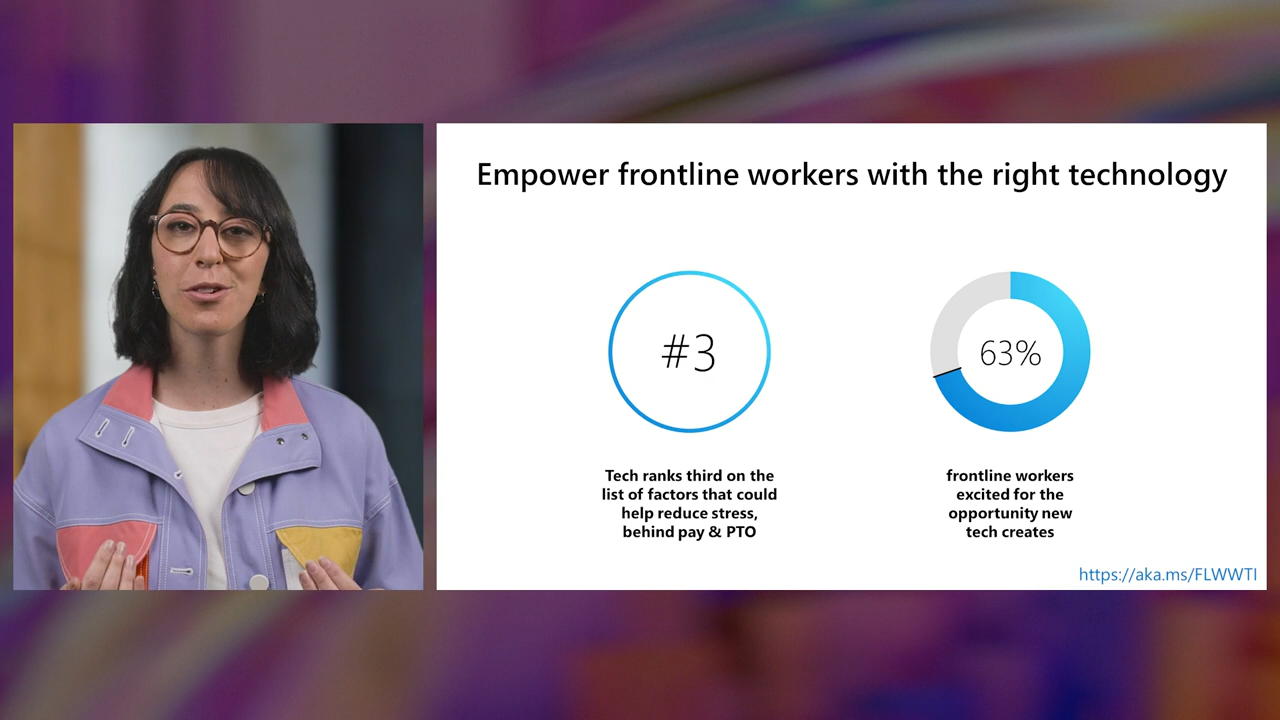 Empower frontline workers with the right technology
#3
63%
Tech ranks third on the
list of factors that could
help reduce stress,
behind pay & PTO
frontline workers
excited for the
opportunity new
tech creates
https://aka.ms/FLWWTI